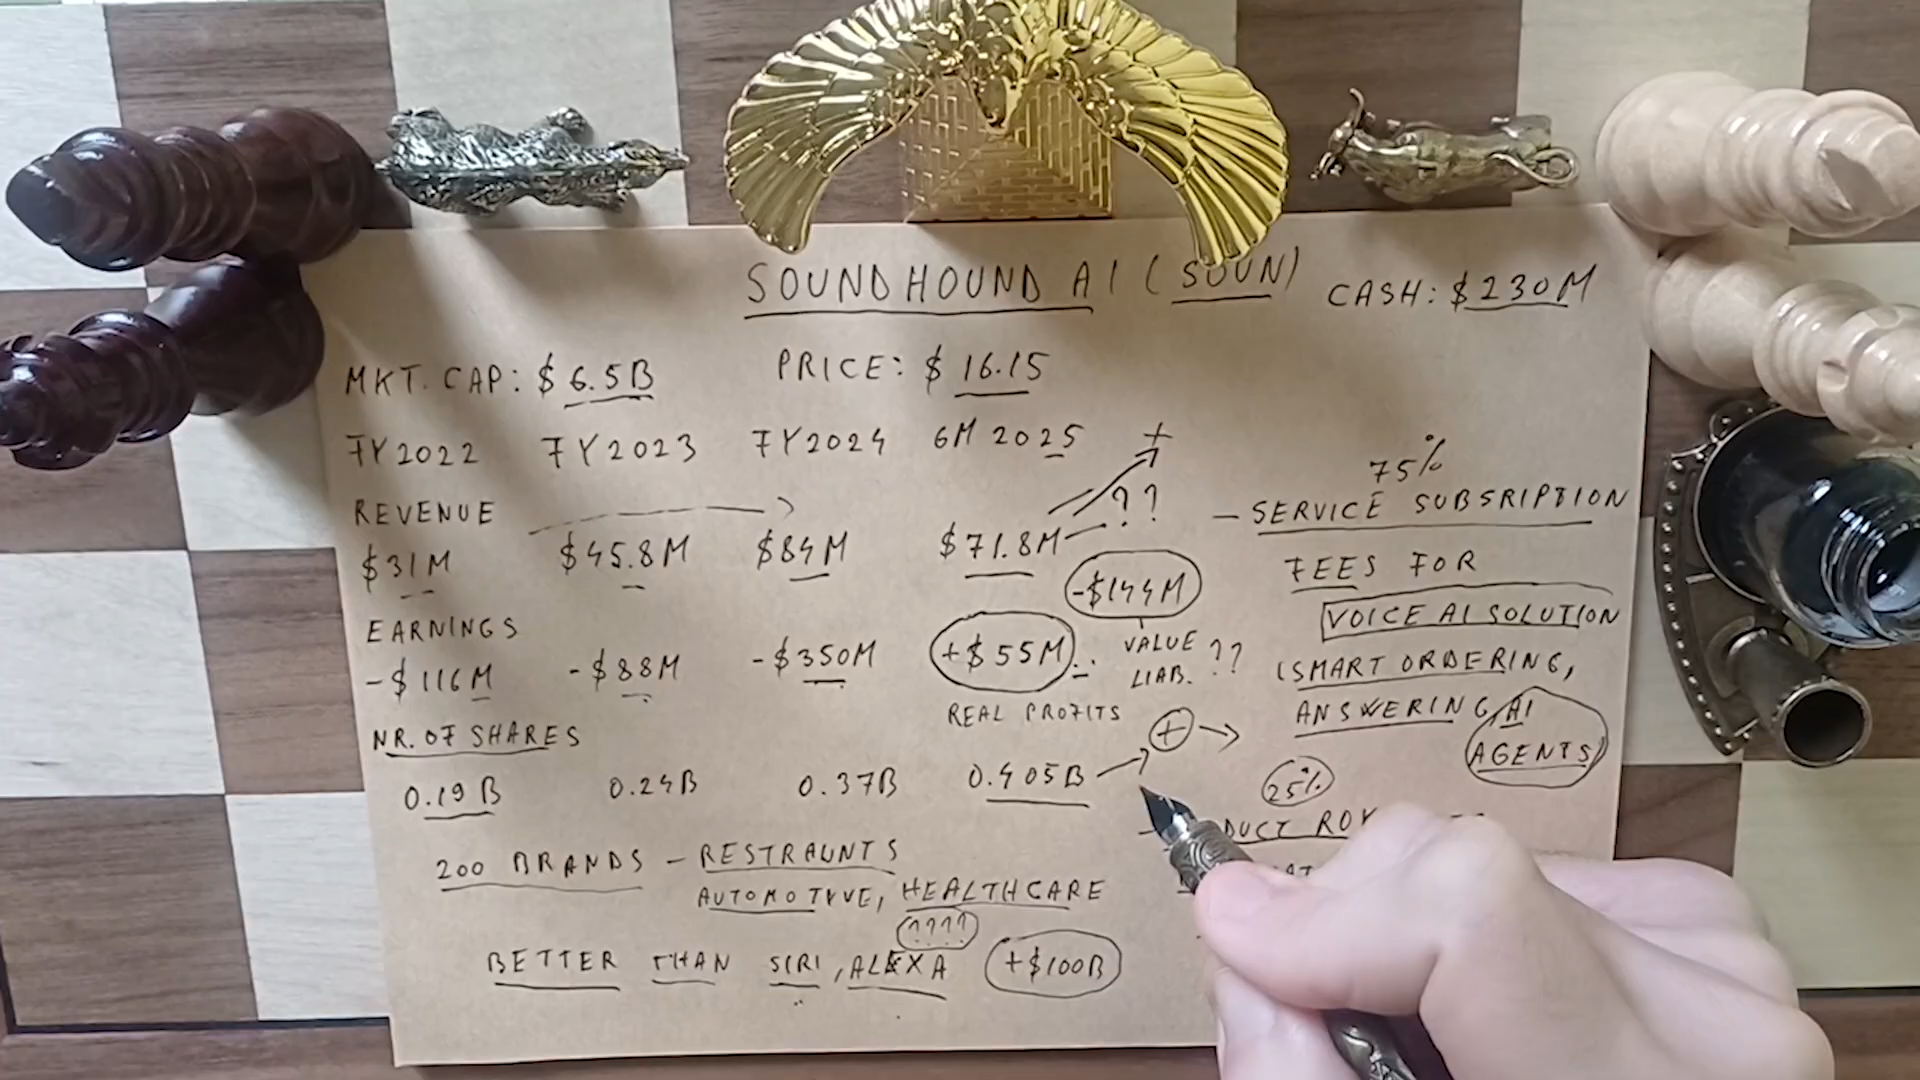 SOUNDHOUND AI (SOUN)
CASH: $230M
MKT. CAP: $6.5B
PRICE: $16.15
FY2022 FY2023 FY2024 6M 2025 +
REVENUE
??
$31M $45.8M $84M $71.8M
-$144M
EARNINGS
VALUE
LIAB. ??
-$116M -$88M -$350M +$55M
REAL PROFITS
NR. OF SHARES
+
0.19B 0.24B 0.37B 0.405B
200 BRANDS - RESTRAUNTS
AUTOMOTIVE, HEALTHCARE
????
BETTER THAN SIRI, ALEXA +$100B
75%
- SERVICE SUBSRIPTION
FEES FOR
VOICE AI SOLUTION
(SMART ORDERING,
ANSWERING, AI
AGENTS)
25%